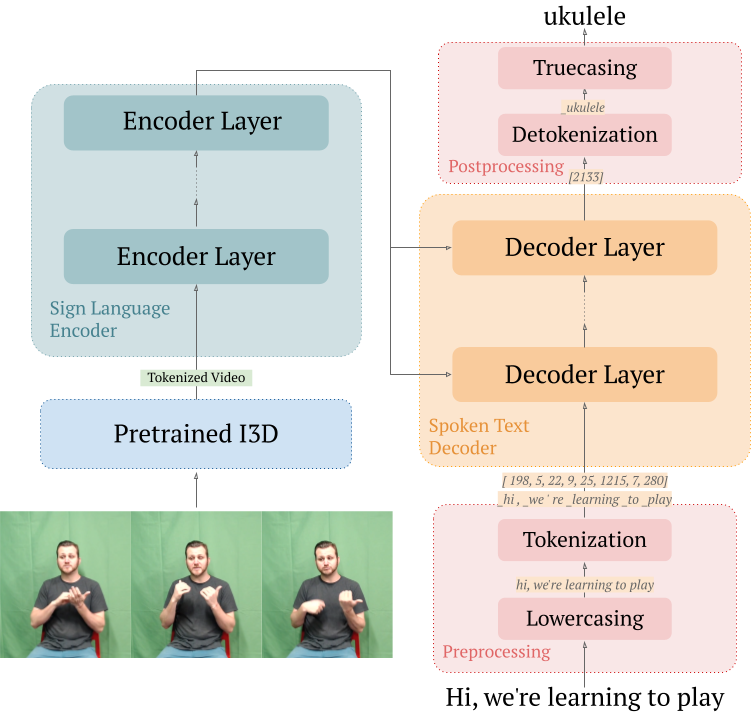 ukulele
Truecasing
_ukulele
Detokenization
Postprocessing
[2133]
Encoder Layer
Encoder Layer
Sign Language
Encoder
Tokenized Video
Pretrained I3D
Decoder Layer
Decoder Layer
Spoken Text
Decoder
[ 198, 5, 22, 9, 25, 1215, 7, 280]
_hi , _we ' re _learning _to _play
Tokenization
hi, we're learning to play
Lowercasing
Preprocessing
Hi, we're learning to play